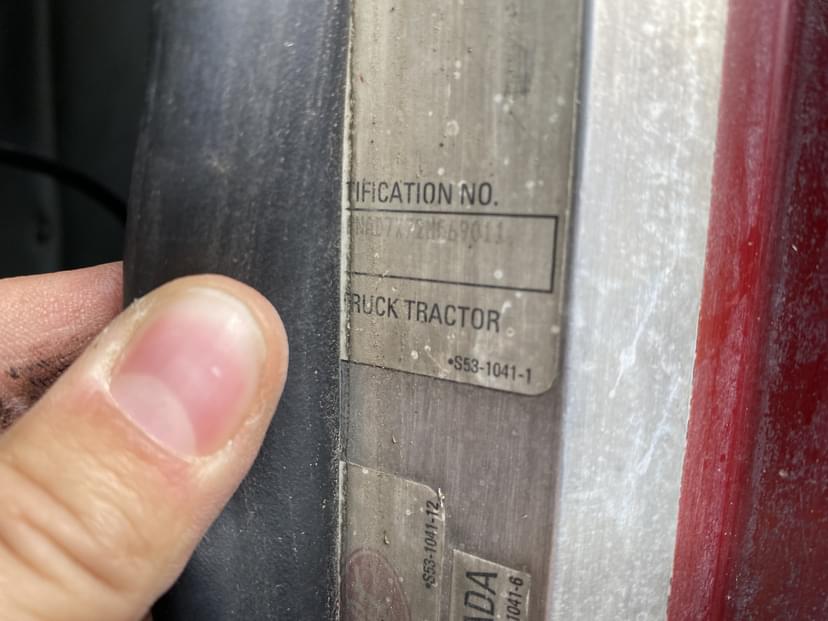 TIFICATION NO.
RUCK TRACTOR
•S53-1041-1
•S53-1041-12
ADA
1041-6